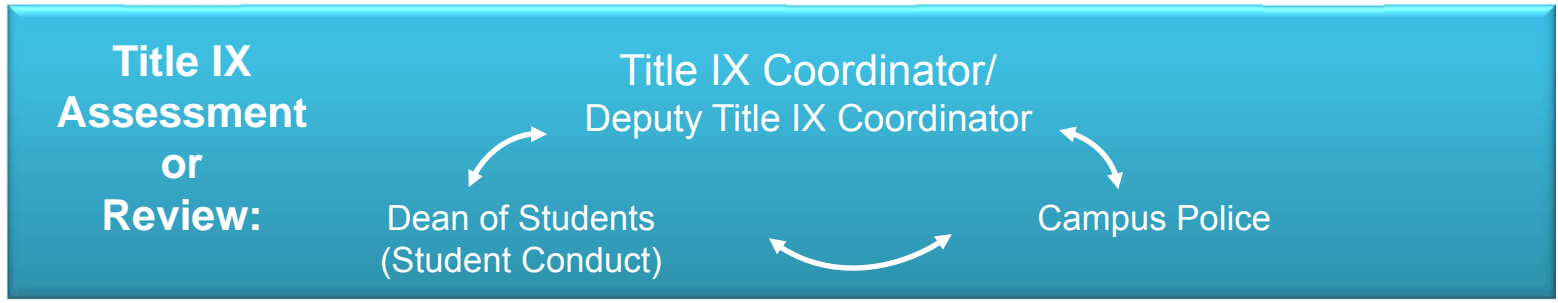 Title IX
Assessment
or
Review:
Title IX Coordinator/
Deputy Title IX Coordinator
Dean of Students
(Student Conduct)
Campus Police